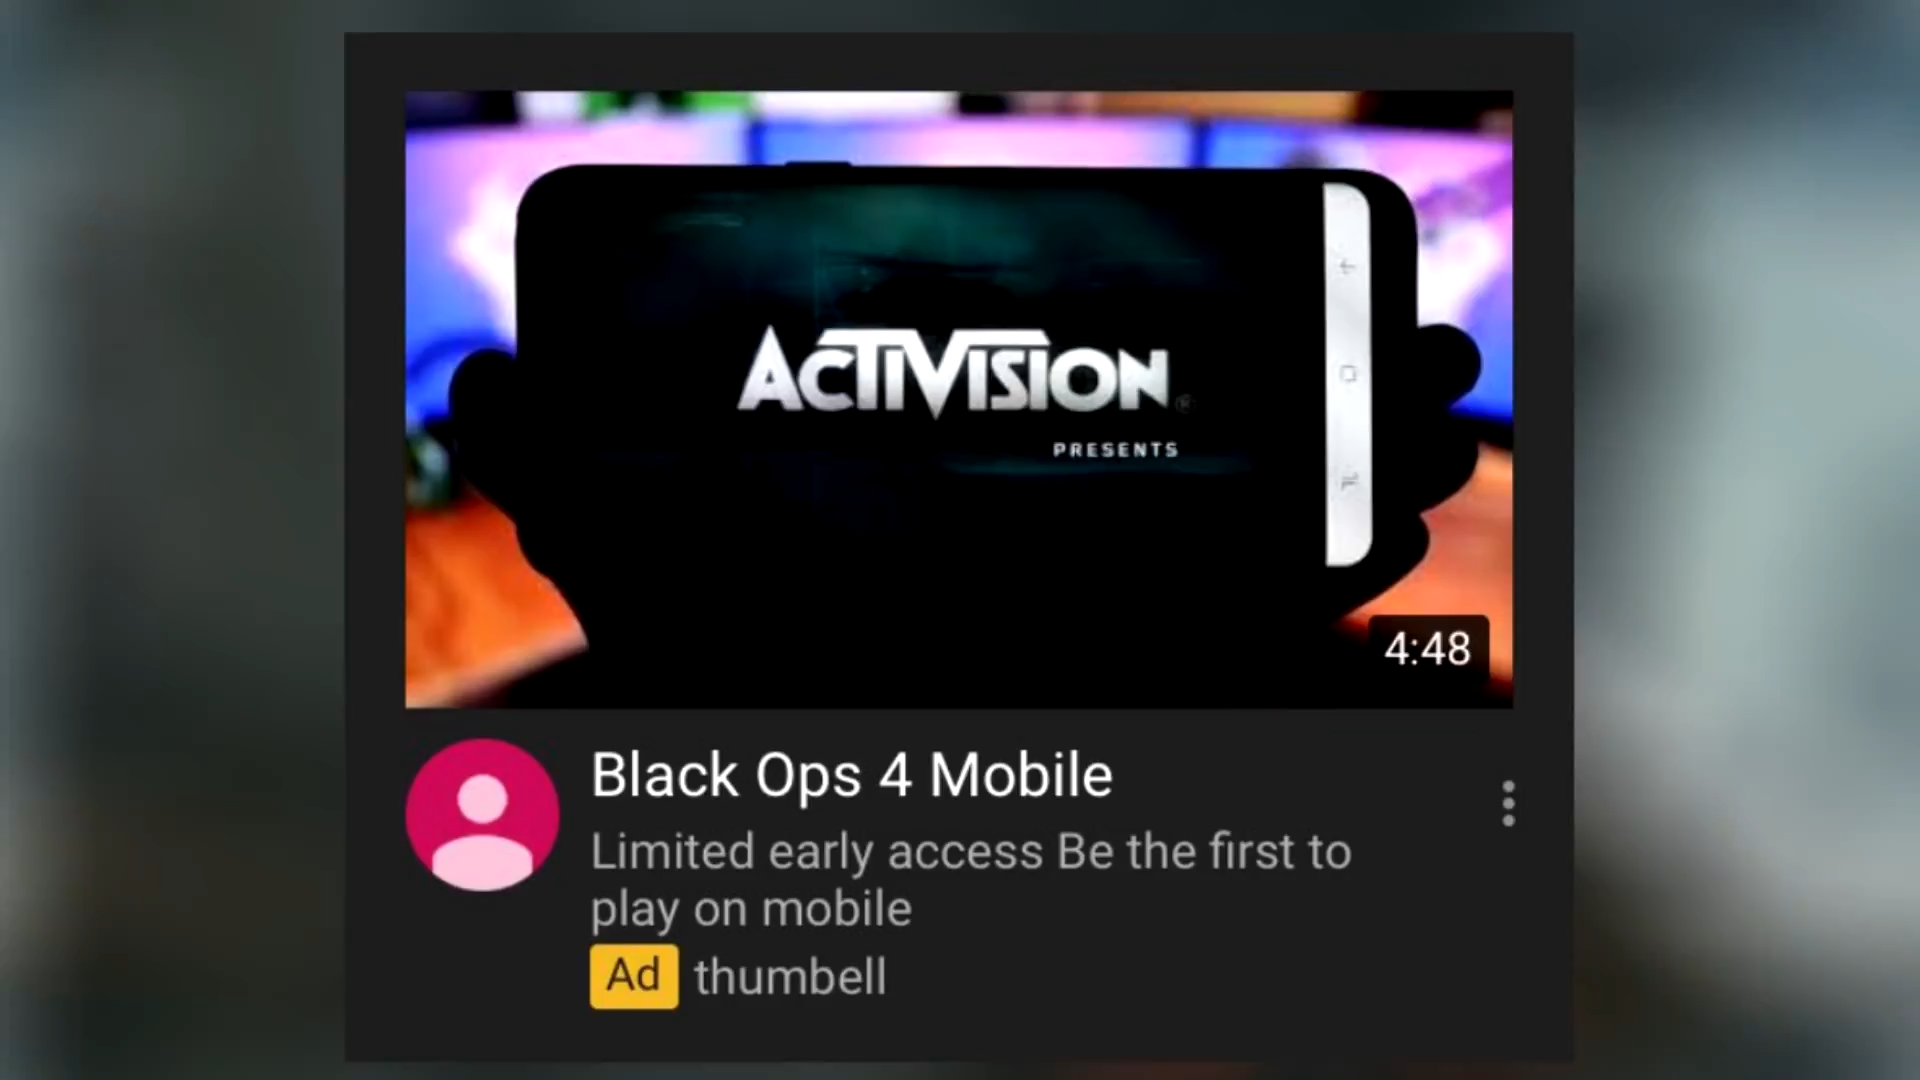 ACTIVISION®
PRESENTS
4:48
Black Ops 4 Mobile
Limited early access Be the first to
play on mobile
Ad thumbell